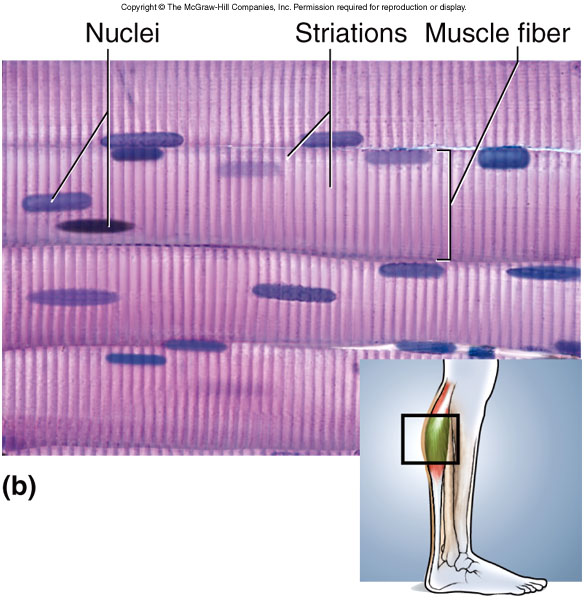 Copyright © The McGraw-Hill Companies, Inc. Permission required for reproduction or display.
Nuclei Striations Muscle fiber
(b)